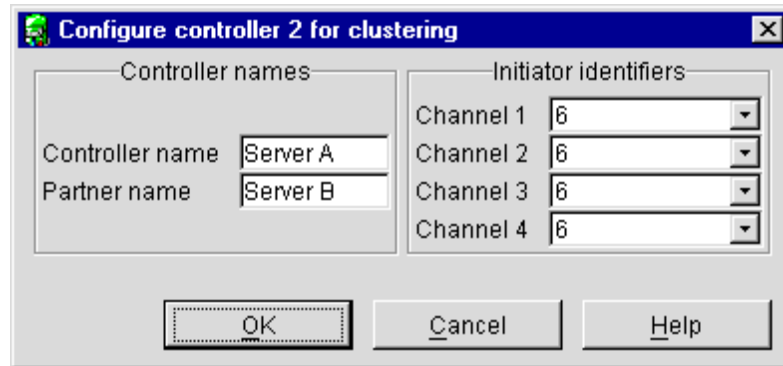 Configure controller 2 for clustering
Controller names
Controller name Server A
Partner name Server B
Initiator identifiers
Channel 1 6
Channel 2 6
Channel 3 6
Channel 4 6
OK Cancel Help